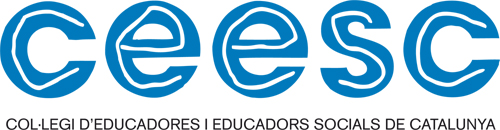 ceesc
COL·LEGI D'EDUCADORES I EDUCADORS SOCIALS DE CATALUNYA